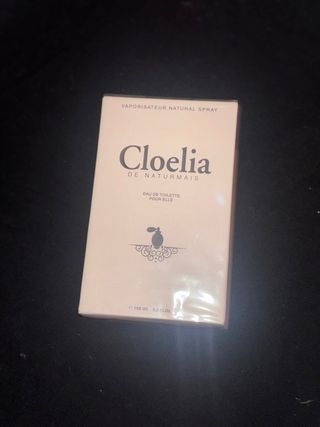 VAPORISATEUR NATURAL SPRAY
Cloelia
DE NATURMAIS
EAU DE TOILETTE
POUR ELLE